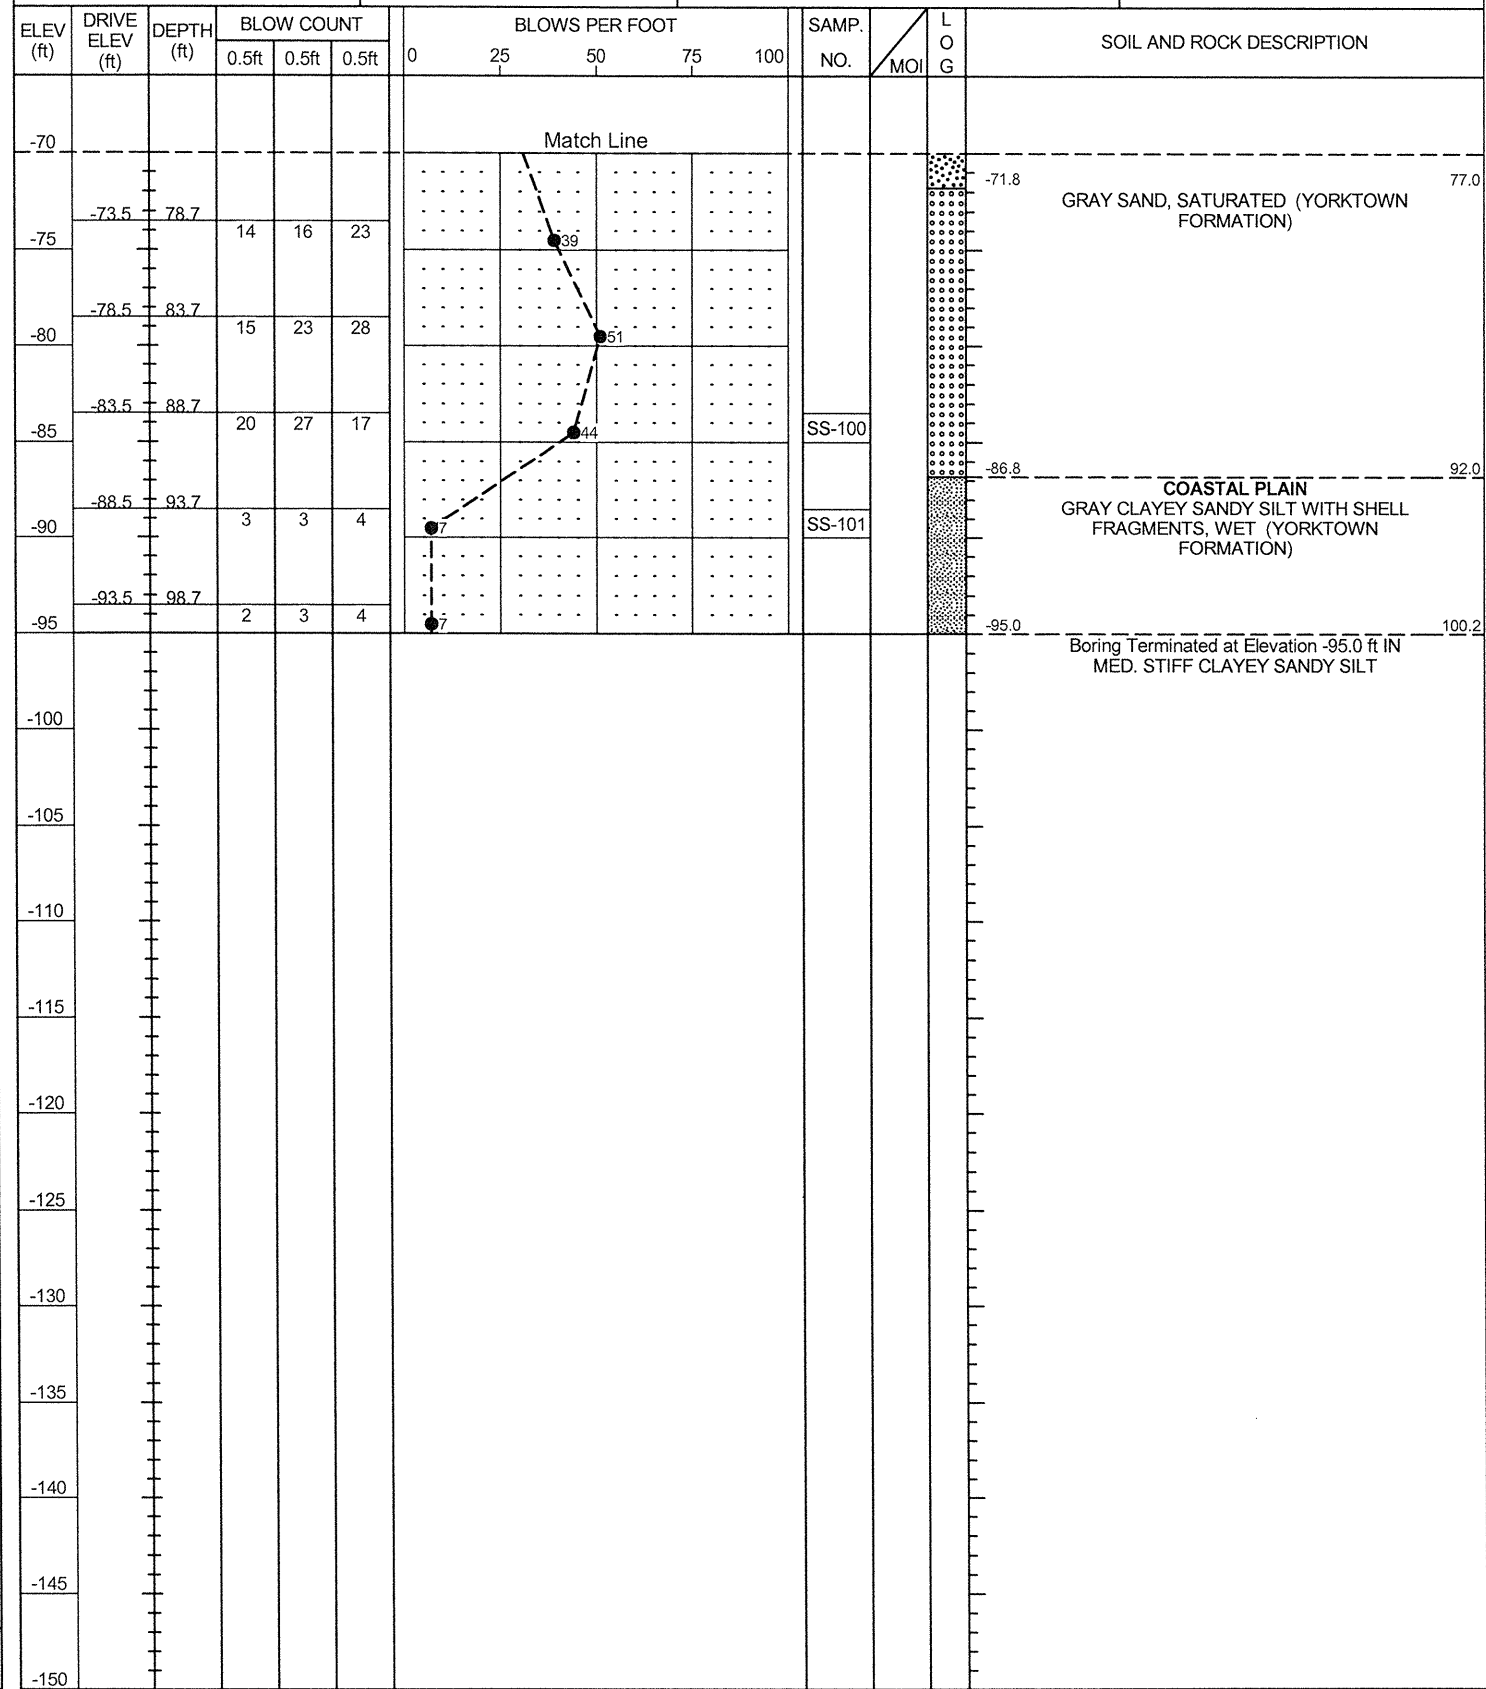 ELEV (ft) DRIVE ELEV (ft) DEPTH (ft) BLOW COUNT BLOWS PER FOOT SAMP. NO. MOI LOG SOIL AND ROCK DESCRIPTION
0.5ft 0.5ft 0.5ft 0 25 50 75 100
-70 Match Line
-71.8 77.0
GRAY SAND, SATURATED (YORKTOWN
FORMATION)
-73.5 78.7
14 16 23
-75 39
-78.5 83.7
15 23 28
-80 51
-83.5 88.7
20 27 17
-85 44 SS-100
-86.8 92.0
COASTAL PLAIN
GRAY CLAYEY SANDY SILT WITH SHELL
FRAGMENTS, WET (YORKTOWN
FORMATION)
-88.5 93.7
3 3 4
-90 7 SS-101
-93.5 98.7
2 3 4
-95 7
-95.0 100.2
Boring Terminated at Elevation -95.0 ft IN
MED. STIFF CLAYEY SANDY SILT
-100
-105
-110
-115
-120
-125
-130
-135
-140
-145
-150